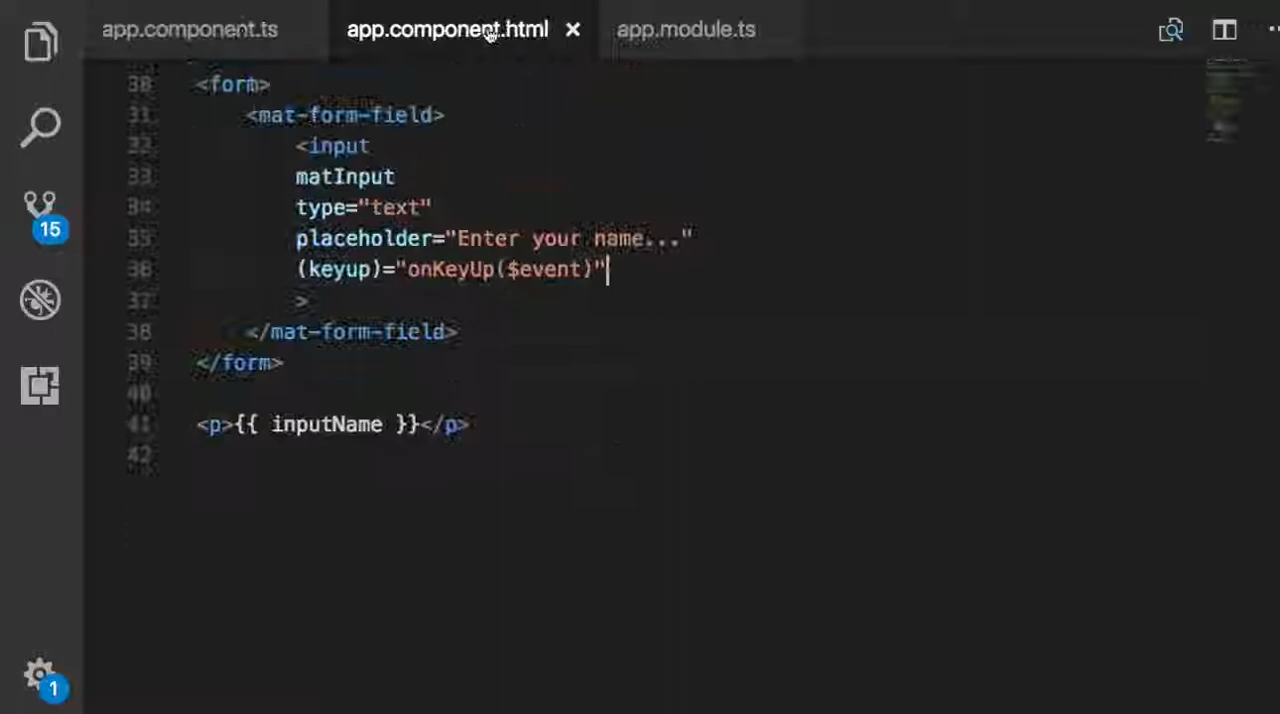 app.component.ts app.component.html app.module.ts
30 <form>
31 <mat-form-field>
32 <input
33 matInput
34 type="text"
35 placeholder="Enter your name..."
36 (keyup)="onKeyUp($event)"
37 >
38 </mat-form-field>
39 </form>
40
41 <p>{{ inputName }}</p>
42
15
1